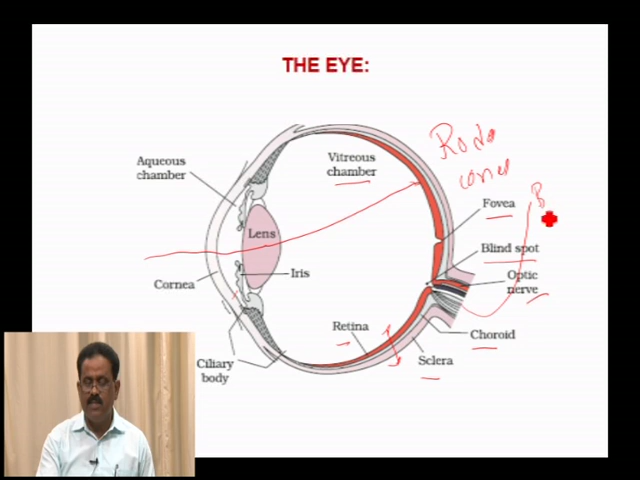 THE EYE:
Aqueous
chamber
Vitreous
chamber
Rods
cones
Fovea
B
Lens
Blind spot
Iris
Optic
nerve
Cornea
Retina
Choroid
Sclera
Ciliary
body